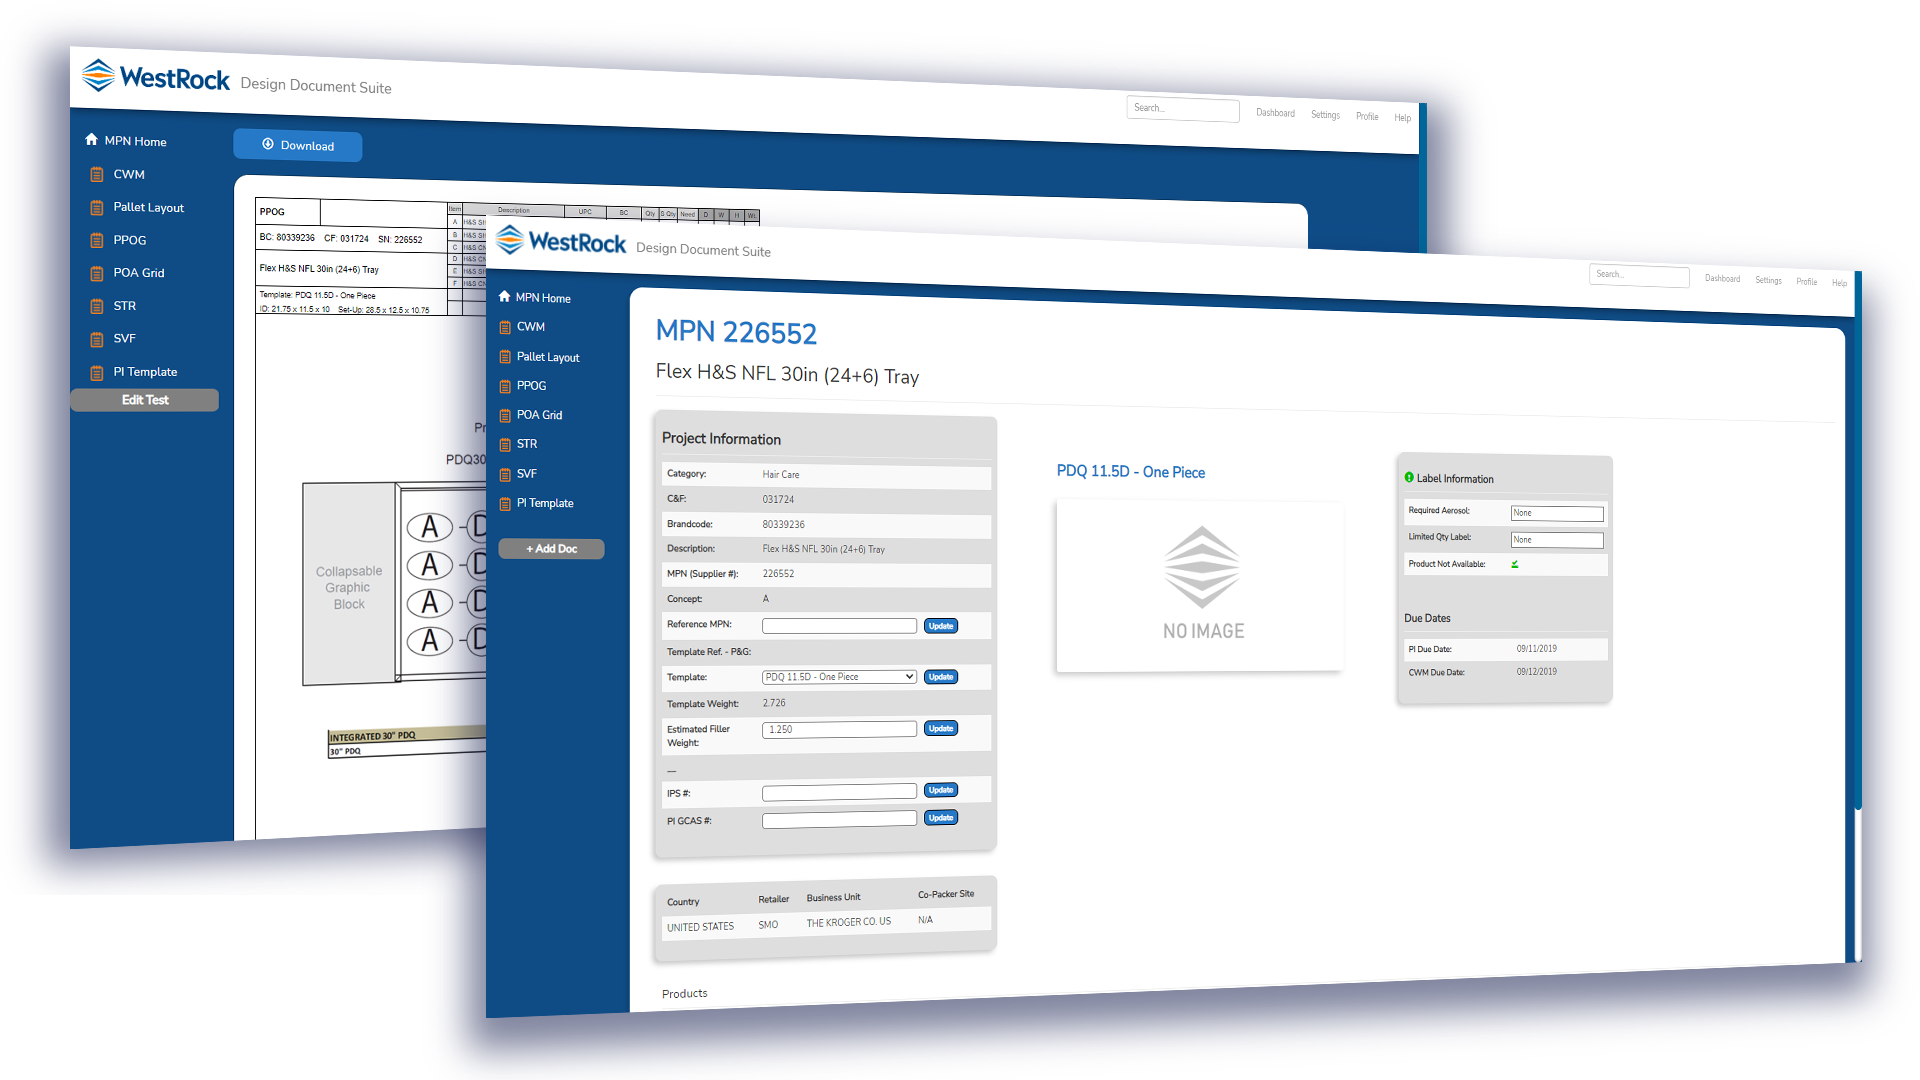 WestRock Design Document Suite
Search...
Dashboard Settings Profile Help
MPN Home
CWM
Pallet Layout
PPOG
POA Grid
STR
SVF
PI Template
Edit Test
Download
PPOG
BC: 80339236 CF: 031724 SN: 226552
Flex H&S NFL 30in (24+6) Tray
Template: PDQ 11.5D - One Piece
ID: 21.75 x 11.5 x 10 Set-Up: 28.5 x 12.5 x 10.75
Item Description UPC BC Qty S Qty Need D W H Wt.
A H&S SH
B H&S SH
C H&S CN
D H&S CN
E H&S SH
F H&S CN
PDQ30
Collapsable
Graphic
Block
A D
A D
A D
A D
INTEGRATED 30" PDQ
30" PDQ
WestRock Design Document Suite
Search...
Dashboard Settings Profile Help
MPN Home
CWM
Pallet Layout
PPOG
POA Grid
STR
SVF
PI Template
+ Add Doc
MPN 226552
Flex H&S NFL 30in (24+6) Tray
Project Information
Category: Hair Care
C&F: 031724
Brandcode: 80339236
Description: Flex H&S NFL 30in (24+6) Tray
MPN (Supplier #): 226552
Concept: A
Reference MPN: Update
Template Ref. - P&G:
Template: PDQ 11.5D - One Piece Update
Template Weight: 2.726
Estimated Filler Weight: 1.250 Update
—
IPS #: Update
PI GCAS #: Update
Country Retailer Business Unit Co-Packer Site
UNITED STATES SMO THE KROGER CO. US N/A
Products
PDQ 11.5D - One Piece
NO IMAGE
Label Information
Required Aerosol: None
Limited Qty Label: None
Product Not Available:
Due Dates
PI Due Date: 09/11/2019
CWM Due Date: 09/12/2019